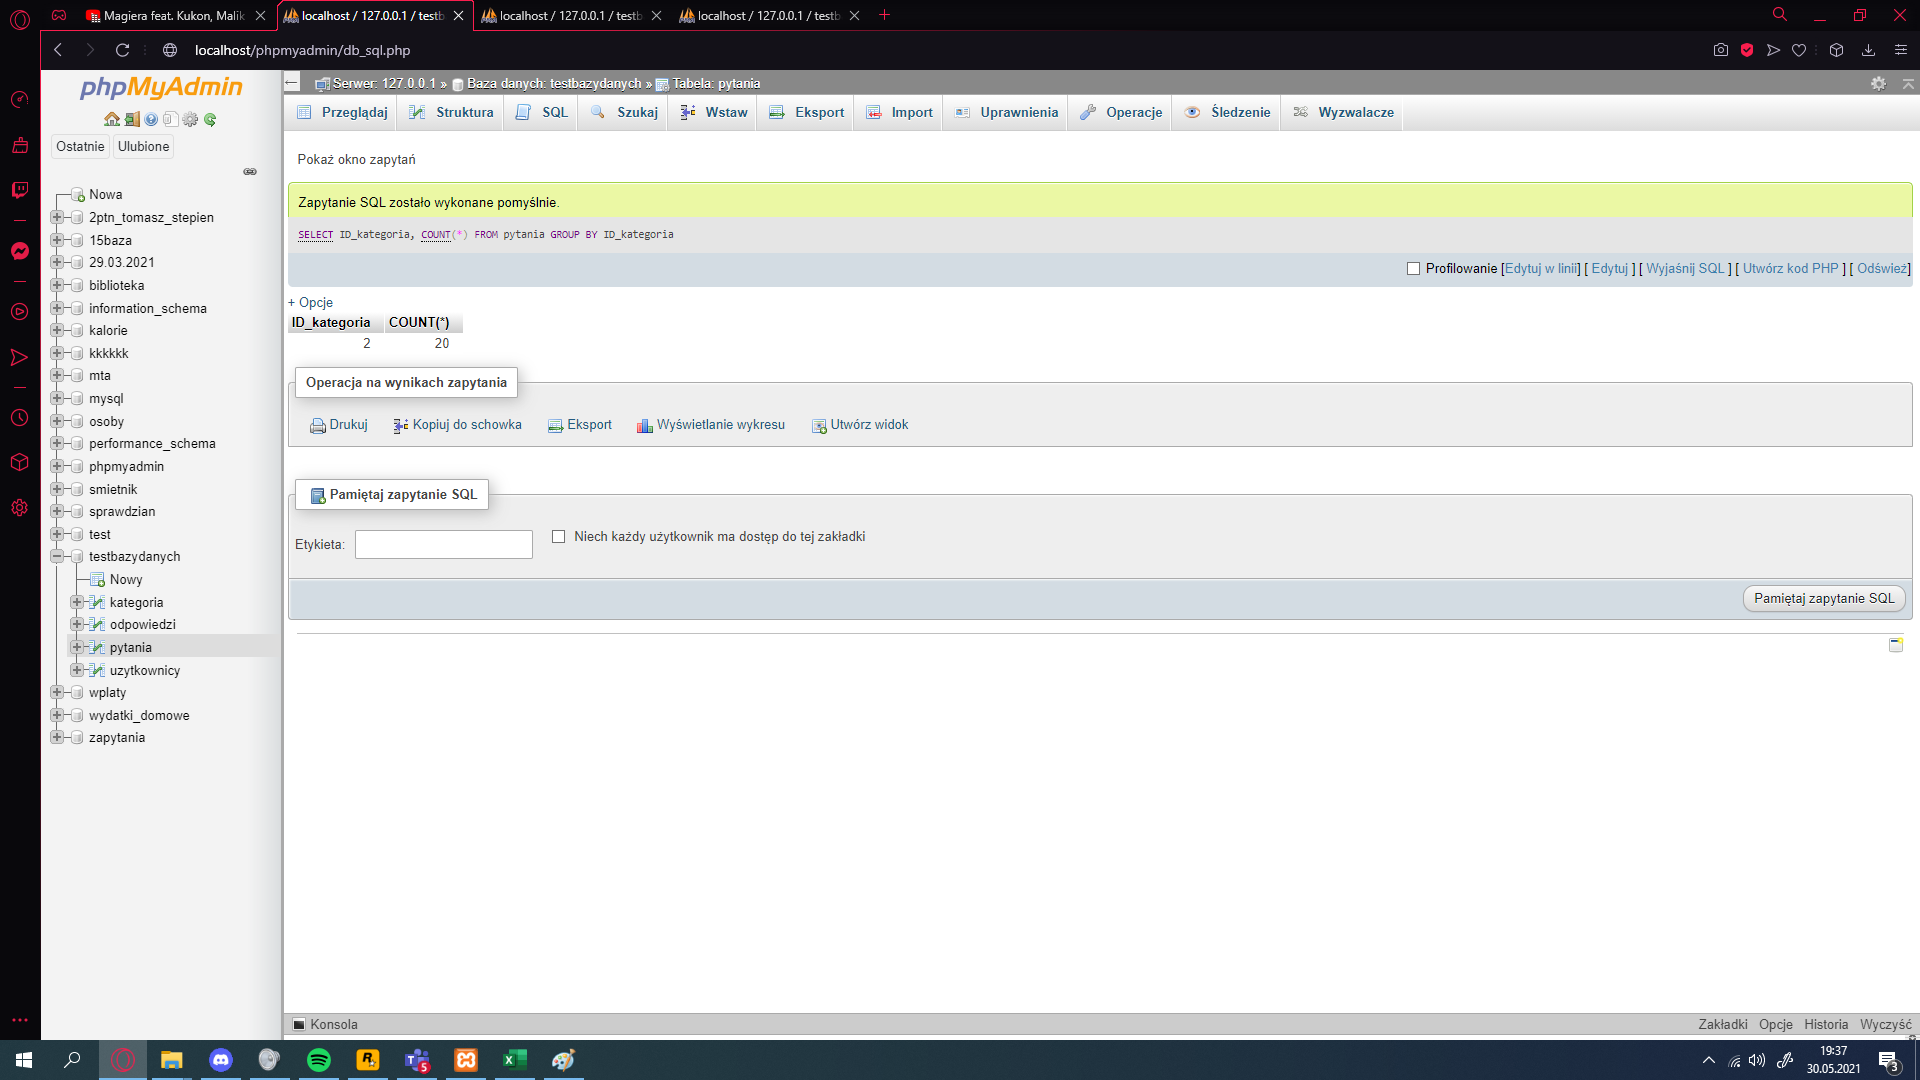 Magiera feat. Kukon, Malik
localhost / 127.0.0.1 / testb
localhost / 127.0.0.1 / testb
localhost / 127.0.0.1 / testb
localhost/phpmyadmin/db_sql.php
phpMyAdmin
Ostatnie
Ulubione
Nowa
2ptn_tomasz_stepien
15baza
29.03.2021
biblioteka
information_schema
kalorie
kkkkkk
mta
mysql
osoby
performance_schema
phpmyadmin
smietnik
sprawdzian
test
testbazydanych
Nowy
kategoria
odpowiedzi
pytania
uzytkownicy
wplaty
wydatki_domowe
zapytania
Serwer: 127.0.0.1 » Baza danych: testbazydanych » Tabela: pytania
Przeglądaj Struktura SQL Szukaj Wstaw Eksport Import Uprawnienia Operacje Śledzenie Wyzwalacze
Pokaż okno zapytań
Zapytanie SQL zostało wykonane pomyślnie.
SELECT ID_kategoria, COUNT(*) FROM pytania GROUP BY ID_kategoria
Profilowanie [Edytuj w linii] [ Edytuj ] [ Wyjaśnij SQL ] [ Utwórz kod PHP ] [ Odśwież]
+ Opcje
ID_kategoria COUNT(*)
2 20
Operacja na wynikach zapytania
Drukuj Kopiuj do schowka Eksport Wyświetlanie wykresu Utwórz widok
Pamiętaj zapytanie SQL
Etykieta: Niech każdy użytkownik ma dostęp do tej zakładki
Pamiętaj zapytanie SQL
Konsola
Zakładki Opcje Historia Wyczyść
5
19:37
30.05.2021
3